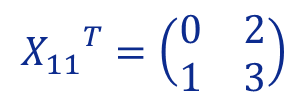 X₁₁ᵀ = (0 2
1 3)